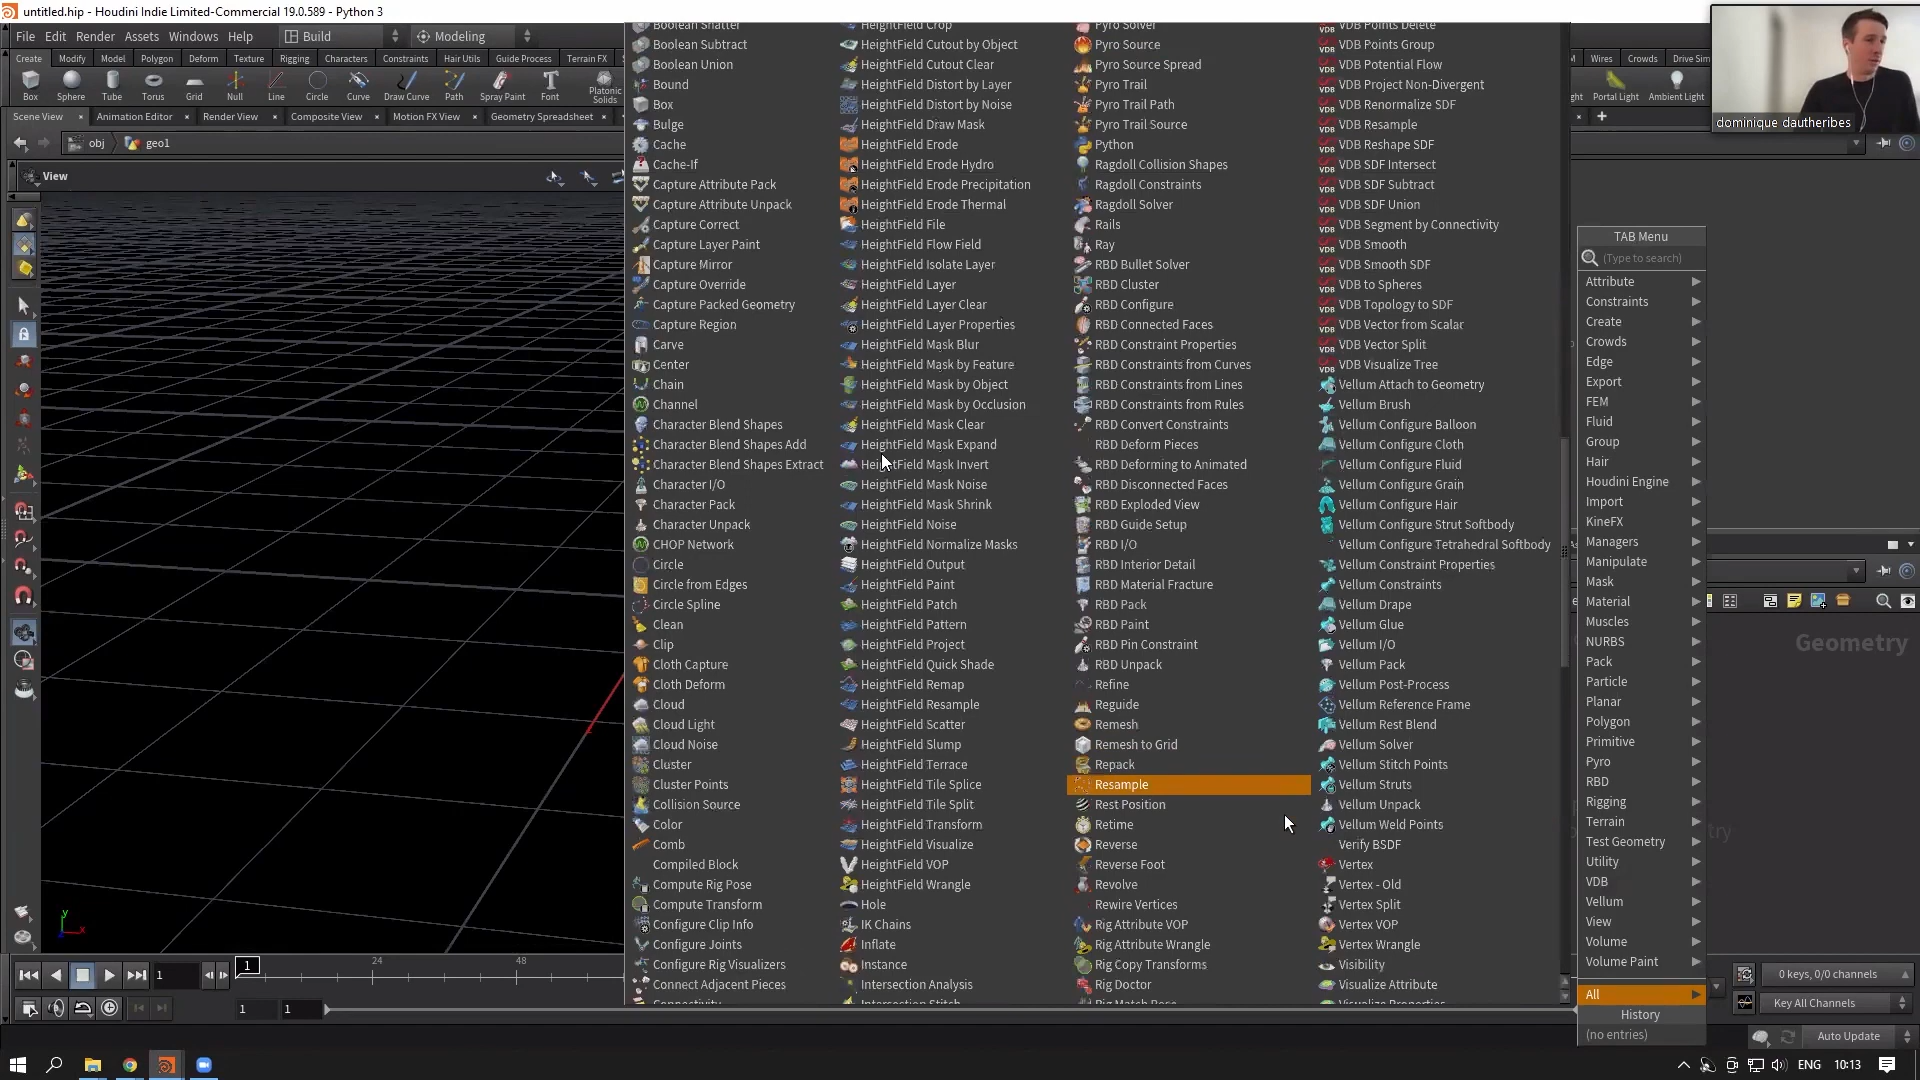 untitled.hip - Houdini Indie Limited-Commercial 19.0.589 - Python 3
File Edit Render Assets Windows Help Build Modeling
Create Modify Model Polygon Deform Texture Rigging Characters Constraints Hair Utils Guide Process Terrain FX
Wires Crowds Drive Sim
Box Sphere Tube Torus Grid Null Line Circle Curve Draw Curve Path Spray Paint Font Platonic Solids
Portal Light Ambient Light
dominique dautheribes
Scene View Animation Editor Render View Composite View Motion FX View Geometry Spreadsheet
obj geo1
View
Boolean Shatter
Boolean Subtract
Boolean Union
Bound
Box
Bulge
Cache
Cache-If
Capture Attribute Pack
Capture Attribute Unpack
Capture Correct
Capture Layer Paint
Capture Mirror
Capture Override
Capture Packed Geometry
Capture Region
Carve
Center
Chain
Channel
Character Blend Shapes
Character Blend Shapes Add
Character Blend Shapes Extract
Character I/O
Character Pack
Character Unpack
CHOP Network
Circle
Circle from Edges
Circle Spline
Clean
Clip
Cloth Capture
Cloth Deform
Cloud
Cloud Light
Cloud Noise
Cluster
Cluster Points
Collision Source
Color
Comb
Compiled Block
Compute Rig Pose
Compute Transform
Configure Clip Info
Configure Joints
Configure Rig Visualizers
Connect Adjacent Pieces
Connectivity
HeightField Crop
HeightField Cutout by Object
HeightField Cutout Clear
HeightField Distort by Layer
HeightField Distort by Noise
HeightField Draw Mask
HeightField Erode
HeightField Erode Hydro
HeightField Erode Precipitation
HeightField Erode Thermal
HeightField File
HeightField Flow Field
HeightField Isolate Layer
HeightField Layer
HeightField Layer Clear
HeightField Layer Properties
HeightField Mask Blur
HeightField Mask by Feature
HeightField Mask by Object
HeightField Mask by Occlusion
HeightField Mask Clear
HeightField Mask Expand
HeightField Mask Invert
HeightField Mask Noise
HeightField Mask Shrink
HeightField Noise
HeightField Normalize Masks
HeightField Output
HeightField Paint
HeightField Patch
HeightField Pattern
HeightField Project
HeightField Quick Shade
HeightField Remap
HeightField Resample
HeightField Scatter
HeightField Slump
HeightField Terrace
HeightField Tile Splice
HeightField Tile Split
HeightField Transform
HeightField Visualize
HeightField VOP
HeightField Wrangle
Hole
IK Chains
Inflate
Instance
Intersection Analysis
Intersection Stitch
Pyro Solver
Pyro Source
Pyro Source Spread
Pyro Trail
Pyro Trail Path
Pyro Trail Source
Python
Ragdoll Collision Shapes
Ragdoll Constraints
Ragdoll Solver
Rails
Ray
RBD Bullet Solver
RBD Cluster
RBD Configure
RBD Connected Faces
RBD Constraint Properties
RBD Constraints from Curves
RBD Constraints from Lines
RBD Constraints from Rules
RBD Convert Constraints
RBD Deform Pieces
RBD Deforming to Animated
RBD Disconnected Faces
RBD Exploded View
RBD Guide Setup
RBD I/O
RBD Interior Detail
RBD Material Fracture
RBD Pack
RBD Paint
RBD Pin Constraint
RBD Unpack
Refine
Reguide
Remesh
Remesh to Grid
Repack
Resample
Rest Position
Retime
Reverse
Reverse Foot
Revolve
Rewire Vertices
Rig Attribute VOP
Rig Attribute Wrangle
Rig Copy Transforms
Rig Doctor
Rig Match Pose
VDB Points Delete
VDB Points Group
VDB Potential Flow
VDB Project Non-Divergent
VDB Renormalize SDF
VDB Resample
VDB Reshape SDF
VDB SDF Intersect
VDB SDF Subtract
VDB SDF Union
VDB Segment by Connectivity
VDB Smooth
VDB Smooth SDF
VDB to Spheres
VDB Topology to SDF
VDB Vector from Scalar
VDB Vector Split
VDB Visualize Tree
Vellum Attach to Geometry
Vellum Brush
Vellum Configure Balloon
Vellum Configure Cloth
Vellum Configure Fluid
Vellum Configure Grain
Vellum Configure Hair
Vellum Configure Strut Softbody
Vellum Configure Tetrahedral Softbody
Vellum Constraint Properties
Vellum Constraints
Vellum Drape
Vellum Glue
Vellum I/O
Vellum Pack
Vellum Post-Process
Vellum Reference Frame
Vellum Rest Blend
Vellum Solver
Vellum Stitch Points
Vellum Struts
Vellum Unpack
Vellum Weld Points
Verify BSDF
Vertex
Vertex - Old
Vertex Split
Vertex VOP
Vertex Wrangle
Visibility
Visualize Attribute
Visualize Properties
TAB Menu
(Type to search)
Attribute
Constraints
Create
Crowds
Edge
Export
FEM
Fluid
Group
Hair
Houdini Engine
Import
KineFX
Managers
Manipulate
Mask
Material
Muscles
NURBS
Pack
Particle
Planar
Polygon
Primitive
Pyro
RBD
Rigging
Terrain
Test Geometry
Utility
VDB
Vellum
View
Volume
Volume Paint
All
History
(no entries)
Geometry
y
x
1 1 24 48
1 1
0 keys, 0/0 channels
Key All Channels
Auto Update
ENG 10:13